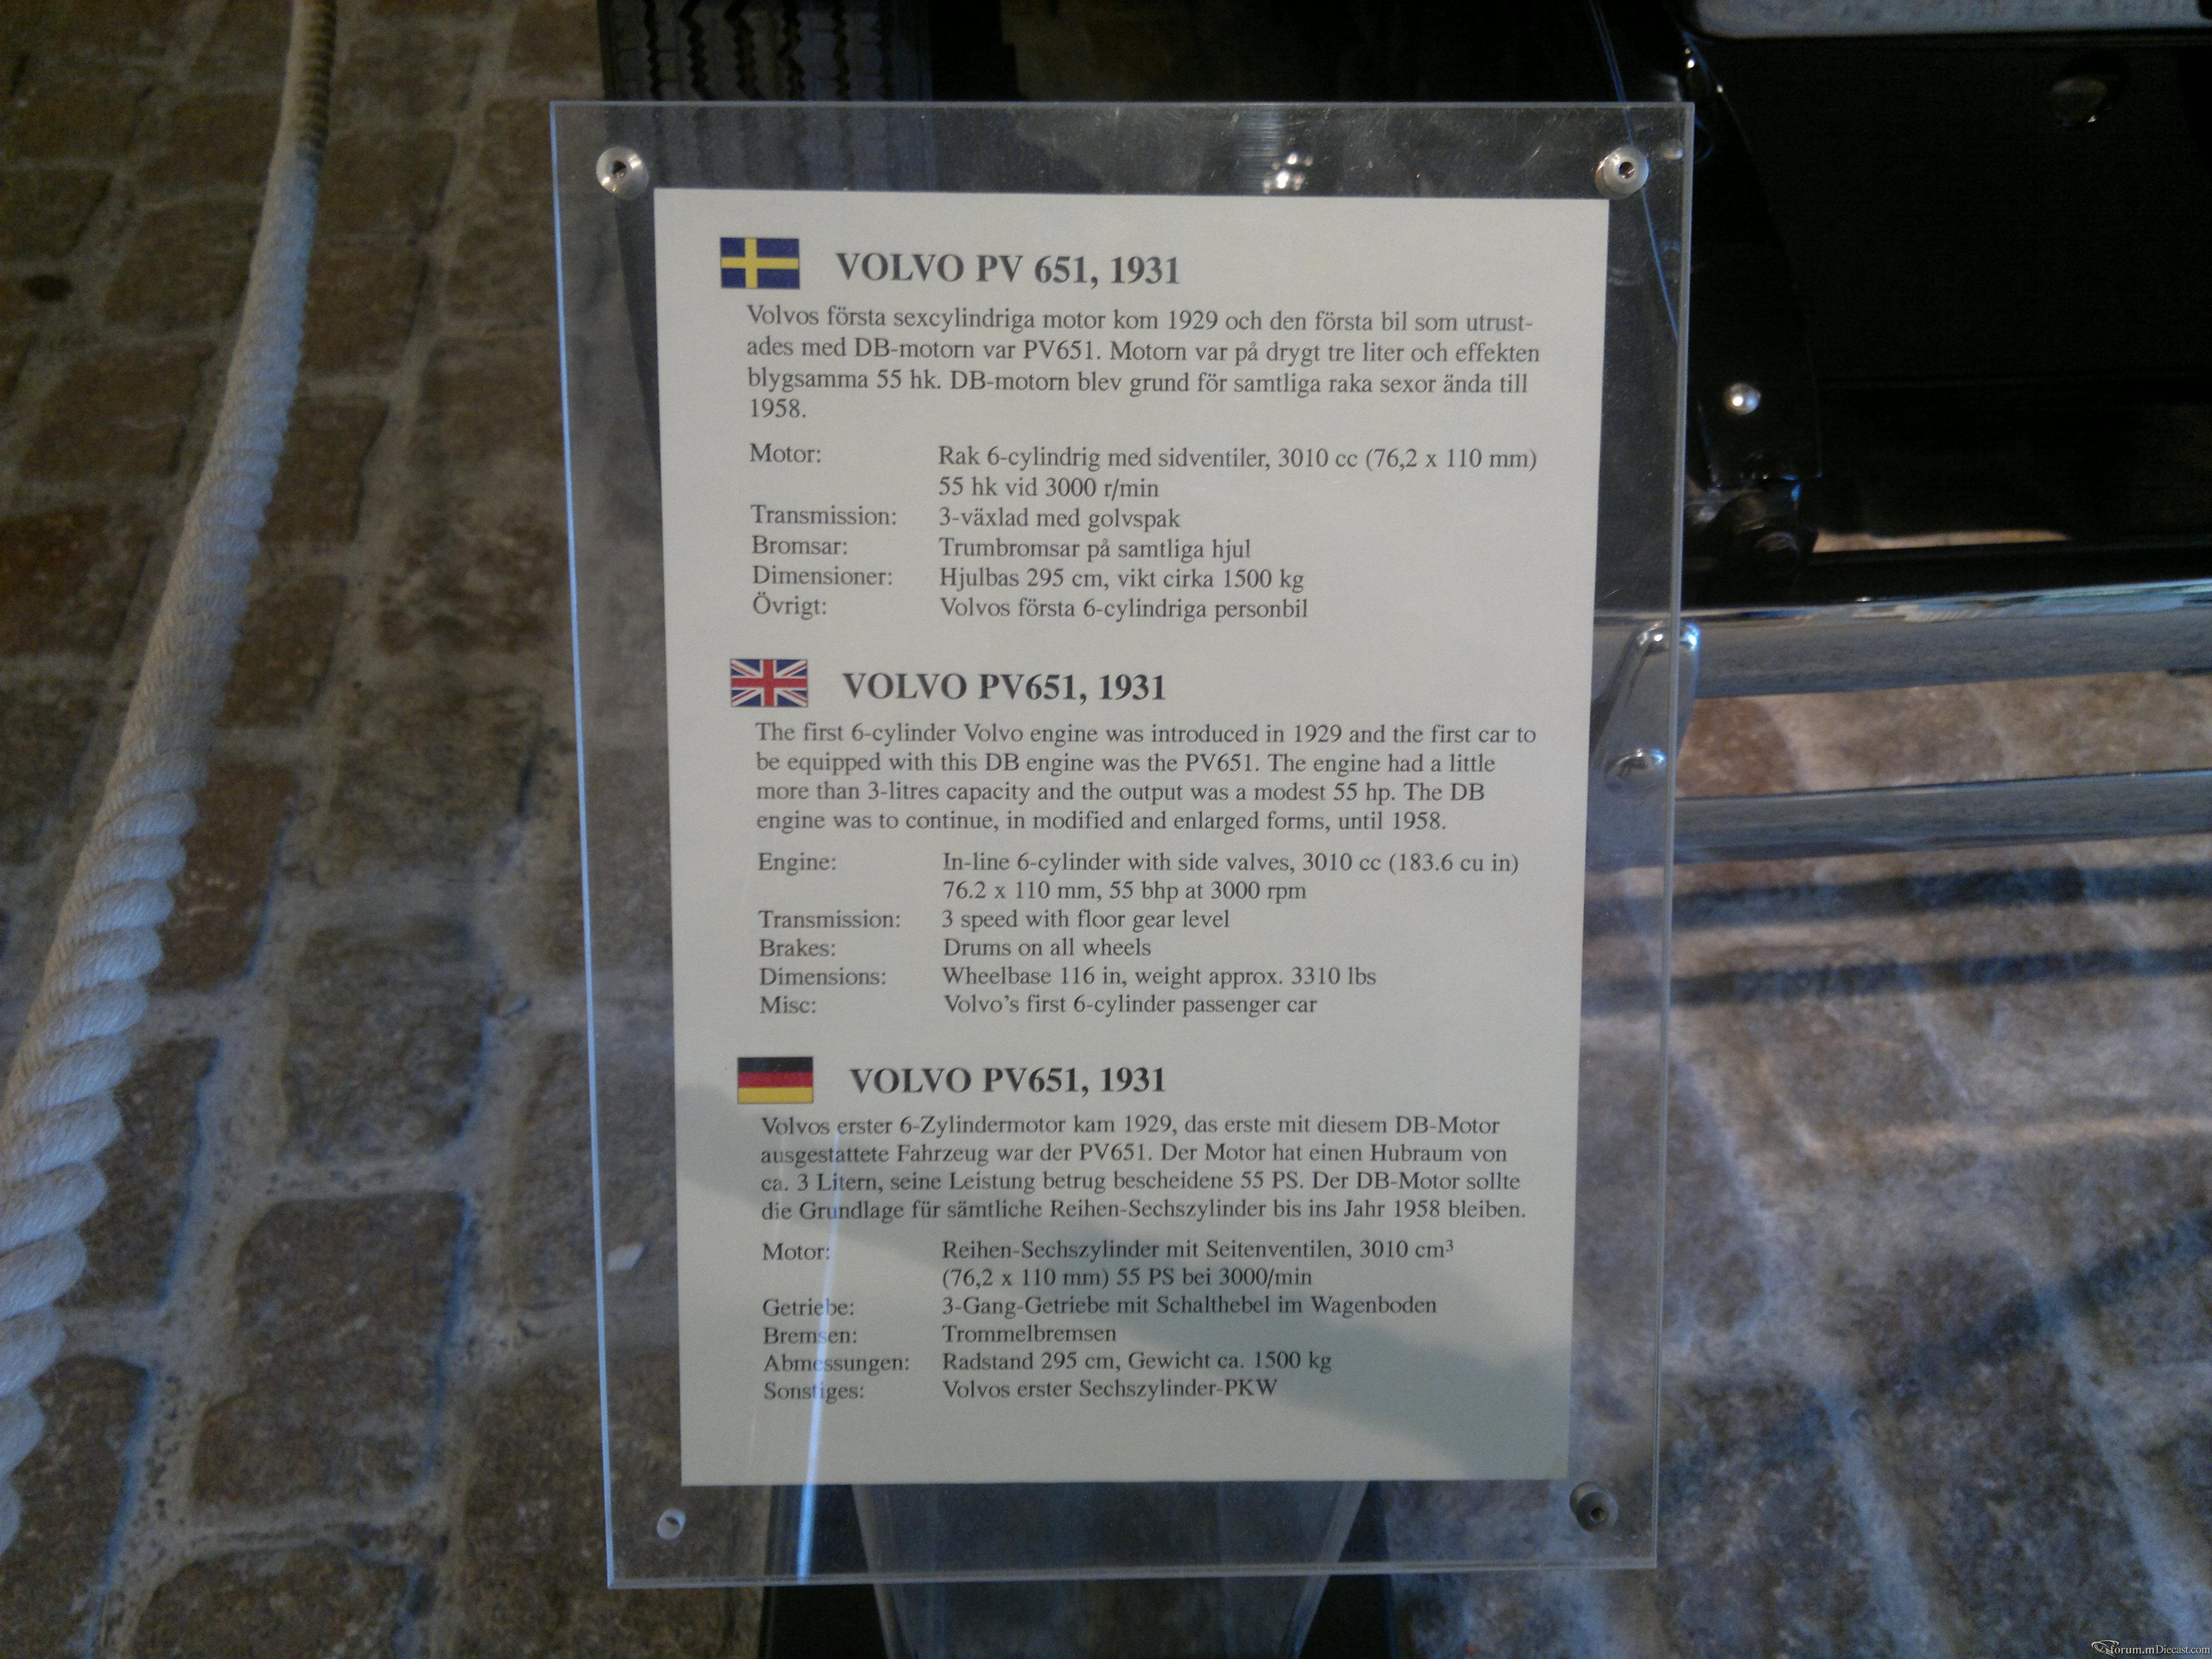 VOLVO PV 651, 1931
Volvos första sexcylindriga motor kom 1929 och den första bil som utrust-
ades med DB-motorn var PV651. Motorn var på drygt tre liter och effekten
blygsamma 55 hk. DB-motorn blev grund för samtliga raka sexor ända till
1958.
Motor: Rak 6-cylindrig med sidventiler, 3010 cc (76,2 x 110 mm)
55 hk vid 3000 r/min
Transmission: 3-växlad med golvspak
Bromsar: Trumbromsar på samtliga hjul
Dimensioner: Hjulbas 295 cm, vikt cirka 1500 kg
Övrigt: Volvos första 6-cylindriga personbil
VOLVO PV651, 1931
The first 6-cylinder Volvo engine was introduced in 1929 and the first car to
be equipped with this DB engine was the PV651. The engine had a little
more than 3-litres capacity and the output was a modest 55 hp. The DB
engine was to continue, in modified and enlarged forms, until 1958.
Engine: In-line 6-cylinder with side valves, 3010 cc (183.6 cu in)
76.2 x 110 mm, 55 bhp at 3000 rpm
Transmission: 3 speed with floor gear level
Brakes: Drums on all wheels
Dimensions: Wheelbase 116 in, weight approx. 3310 lbs
Misc: Volvo's first 6-cylinder passenger car
VOLVO PV651, 1931
Volvos erster 6-Zylindermotor kam 1929, das erste mit diesem DB-Motor
ausgestattete Fahrzeug war der PV651. Der Motor hat einen Hubraum von
ca. 3 Litern, seine Leistung betrug bescheidene 55 PS. Der DB-Motor sollte
die Grundlage für sämtliche Reihen-Sechszylinder bis ins Jahr 1958 bleiben.
Motor: Reihen-Sechszylinder mit Seitenventilen, 3010 cm³
(76,2 x 110 mm) 55 PS bei 3000/min
Getriebe: 3-Gang-Getriebe mit Schalthebel im Wagenboden
Bremsen: Trommelbremsen
Abmessungen: Radstand 295 cm, Gewicht ca. 1500 kg
Sonstiges: Volvos erster Sechszylinder-PKW
forum.mDiecast.com